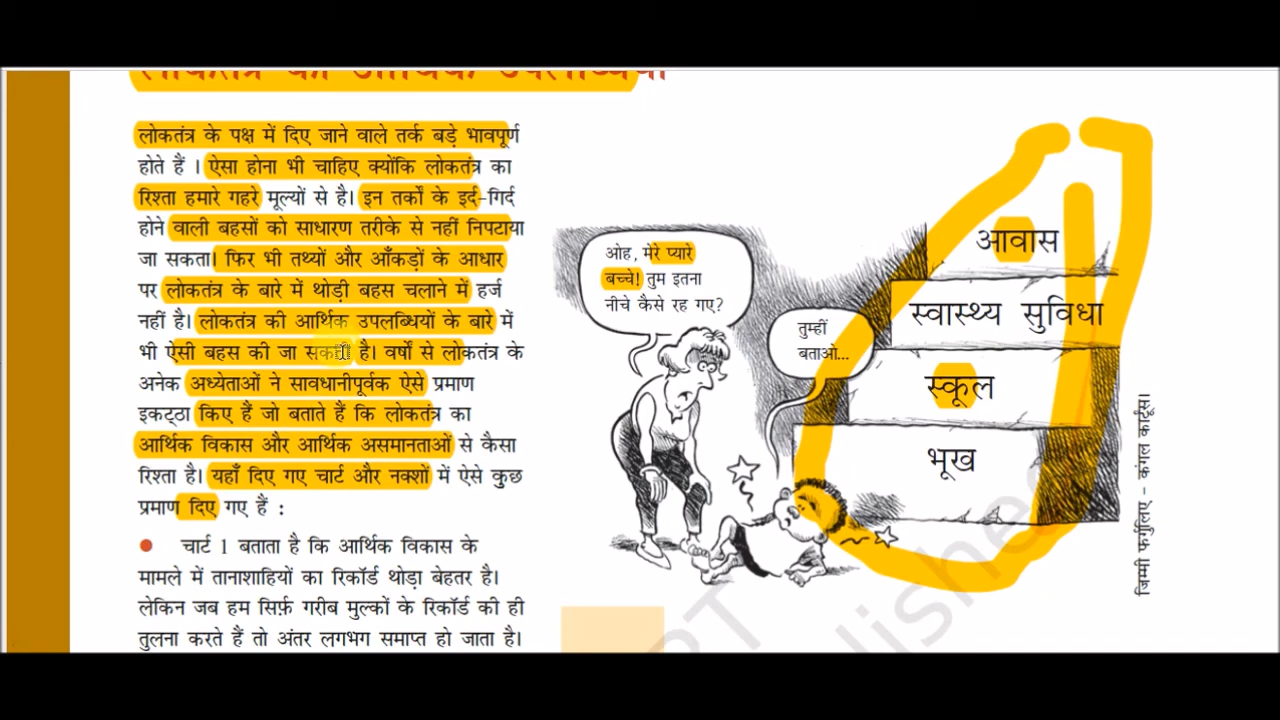 लोकतंत्र की आर्थिक उपलब्धियाँ
लोकतंत्र के पक्ष में दिए जाने वाले तर्क बड़े भावपूर्ण
होते हैं । ऐसा होना भी चाहिए क्योंकि लोकतंत्र का
रिश्ता हमारे गहरे मूल्यों से है। इन तर्कों के इर्द-गिर्द
होने वाली बहसों को साधारण तरीके से नहीं निपटाया
जा सकता। फिर भी तथ्यों और आँकड़ों के आधार
पर लोकतंत्र के बारे में थोड़ी बहस चलाने में हर्ज
नहीं है। लोकतंत्र की आर्थिक उपलब्धियों के बारे में
भी ऐसी बहस की जा सकती है। वर्षों से लोकतंत्र के
अनेक अध्येताओं ने सावधानीपूर्वक ऐसे प्रमाण
इकट्ठा किए हैं जो बताते हैं कि लोकतंत्र का
आर्थिक विकास और आर्थिक असमानताओं से कैसा
रिश्ता है। यहाँ दिए गए चार्ट और नक्शों में ऐसे कुछ
प्रमाण दिए गए हैं :
● चार्ट 1 बताता है कि आर्थिक विकास के
मामले में तानाशाहियों का रिकॉर्ड थोड़ा बेहतर है।
लेकिन जब हम सिर्फ़ गरीब मुल्कों के रिकॉर्ड की ही
तुलना करते हैं तो अंतर लगभग समाप्त हो जाता है।
ओह, मेरे प्यारे
बच्चे! तुम इतना
नीचे कैसे रह गए?
तुम्हीं
बताओ...
आवास
स्वास्थ्य सुविधा
स्कूल
भूख
जिम्मी फर्गुलिए – कंगल कार्टूस।